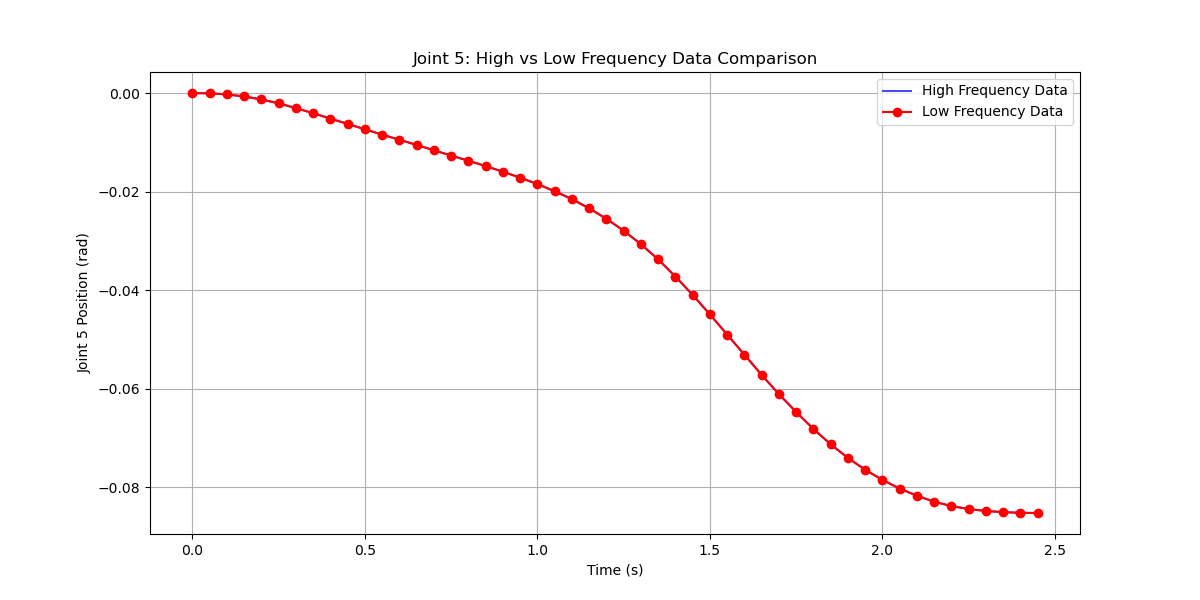 Joint 5: High vs Low Frequency Data Comparison
High Frequency Data
Low Frequency Data
Joint 5 Position (rad)
0.00
−0.02
−0.04
−0.06
−0.08
0.0 0.5 1.0 1.5 2.0 2.5
Time (s)